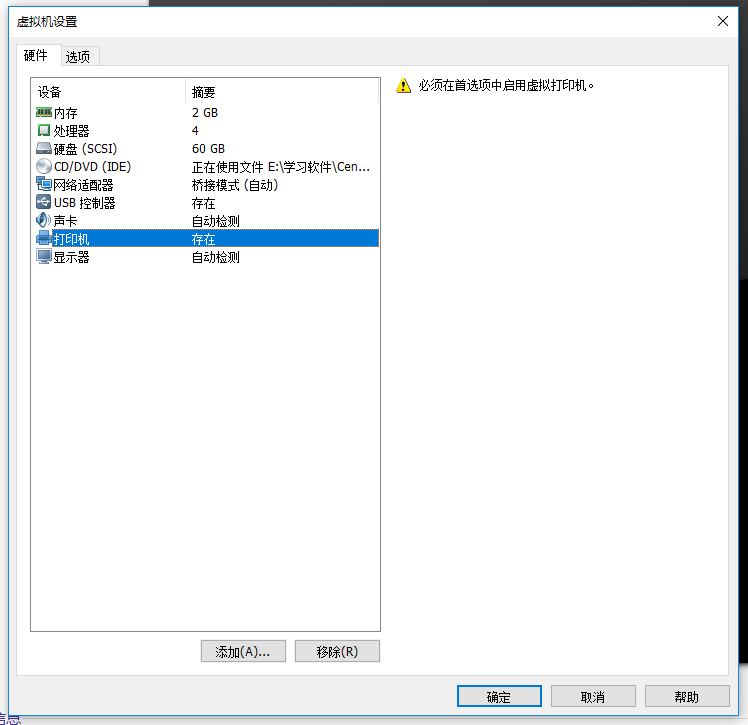 虚拟机设置
硬件 选项
设备 摘要
内存 2 GB
处理器 4
硬盘 (SCSI) 60 GB
CD/DVD (IDE) 正在使用文件 E:\学习软件\Cen...
网络适配器 桥接模式 (自动)
USB 控制器 存在
声卡 自动检测
打印机 存在
显示器 自动检测
必须在首选项中启用虚拟打印机。
添加(A)... 移除(R)
确定 取消 帮助
信息